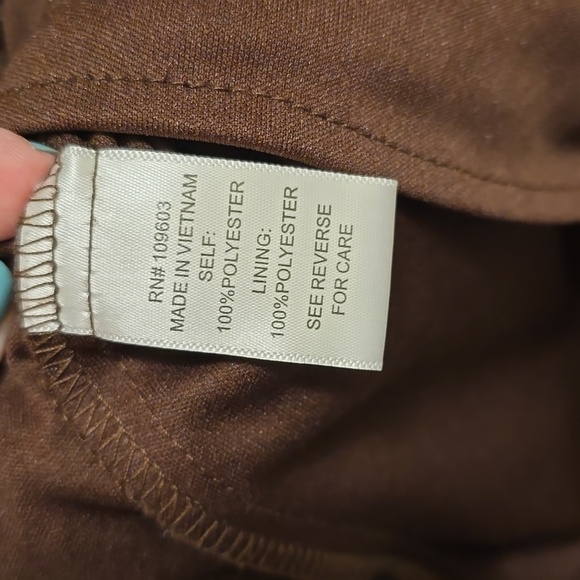 RN# 109603
MADE IN VIETNAM
SELF:
100%POLYESTER
LINING:
100%POLYESTER
SEE REVERSE
FOR CARE